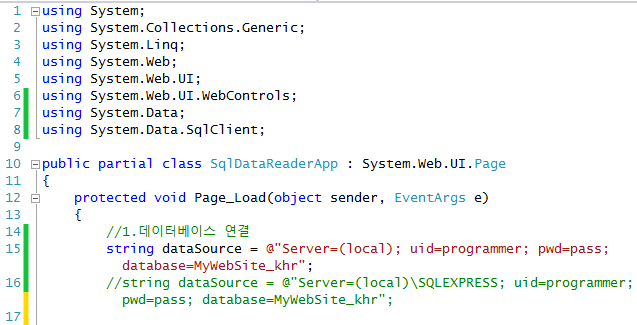 1 using System;
2 using System.Collections.Generic;
3 using System.Linq;
4 using System.Web;
5 using System.Web.UI;
6 using System.Web.UI.WebControls;
7 using System.Data;
8 using System.Data.SqlClient;
9
10 public partial class SqlDataReaderApp : System.Web.UI.Page
11 {
12 protected void Page_Load(object sender, EventArgs e)
13 {
14 //1.데이터베이스 연결
15 string dataSource = @"Server=(local); uid=programmer; pwd=pass;
database=MyWebSite_khr";
16 //string dataSource = @"Server=(local)\SQLEXPRESS; uid=programmer;
pwd=pass; database=MyWebSite_khr";
17